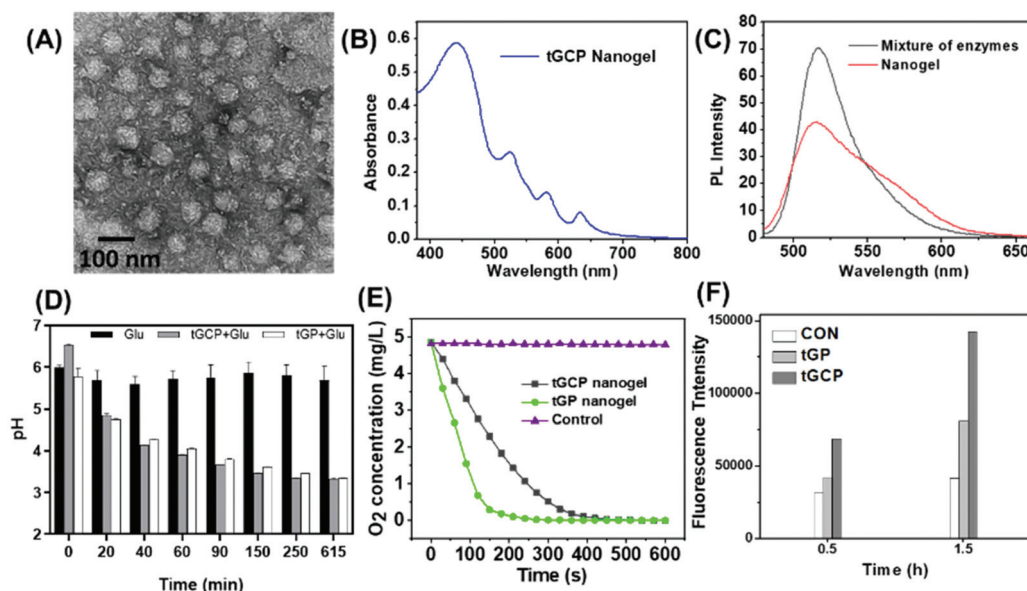 (A)
100 nm
(B)
0.6
0.5
0.4
0.3
0.2
0.1
0.0
Absorbance
tGCP Nanogel
400 500 600 700 800
Wavelength (nm)
(C)
80
70
60
50
40
30
20
10
0
PL Intensity
Mixture of enzymes
Nanogel
500 550 600 650
Wavelength (nm)
(D)
7
6
5
4
3
2
pH
Glu tGCP+Glu tGP+Glu
0 20 40 60 90 150 250 615
Time (min)
(E)
6
5
4
3
2
1
0
O2 concentration (mg/L)
tGCP nanogel
tGP nanogel
Control
0 100 200 300 400 500 600
Time (s)
(F)
150000
100000
50000
0
Fluorescence Tntensity
CON
tGP
tGCP
0.5 1.5
Time (h)